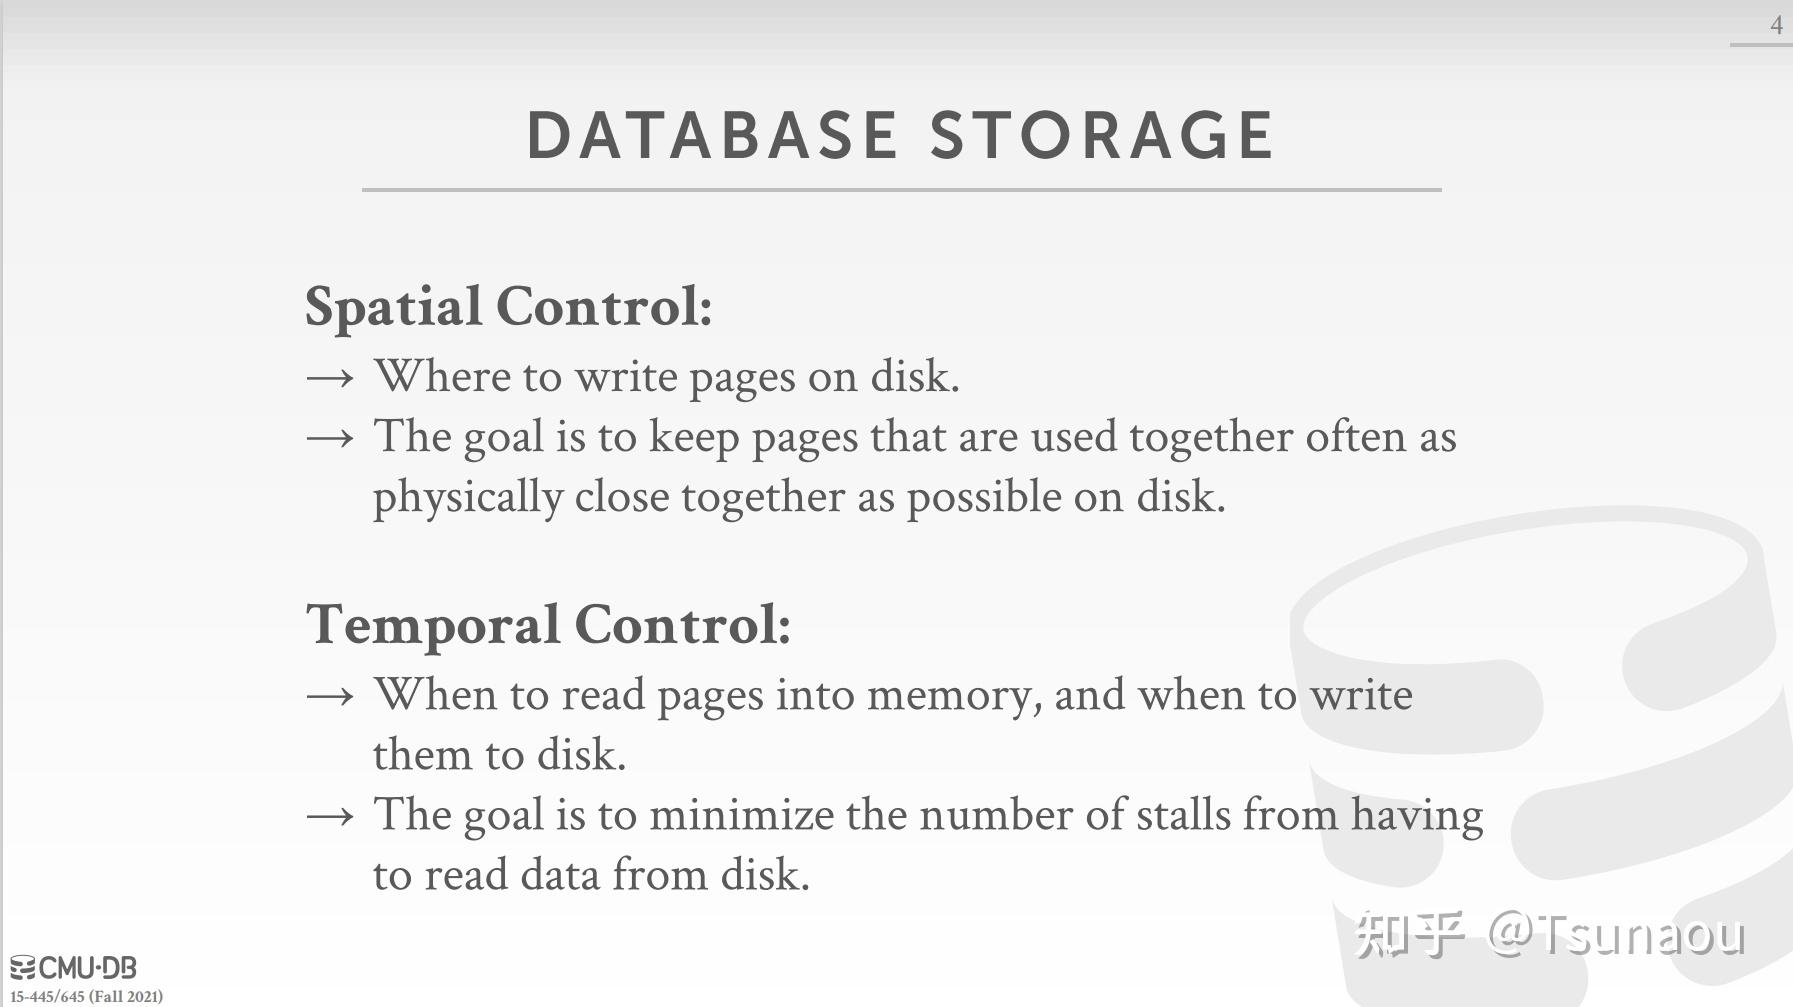 4
DATABASE STORAGE
Spatial Control:
→ Where to write pages on disk.
→ The goal is to keep pages that are used together often as
physically close together as possible on disk.
Temporal Control:
→ When to read pages into memory, and when to write
them to disk.
→ The goal is to minimize the number of stalls from having
to read data from disk.
知乎 @Tsunaou
CMU·DB
15-445/645 (Fall 2021)